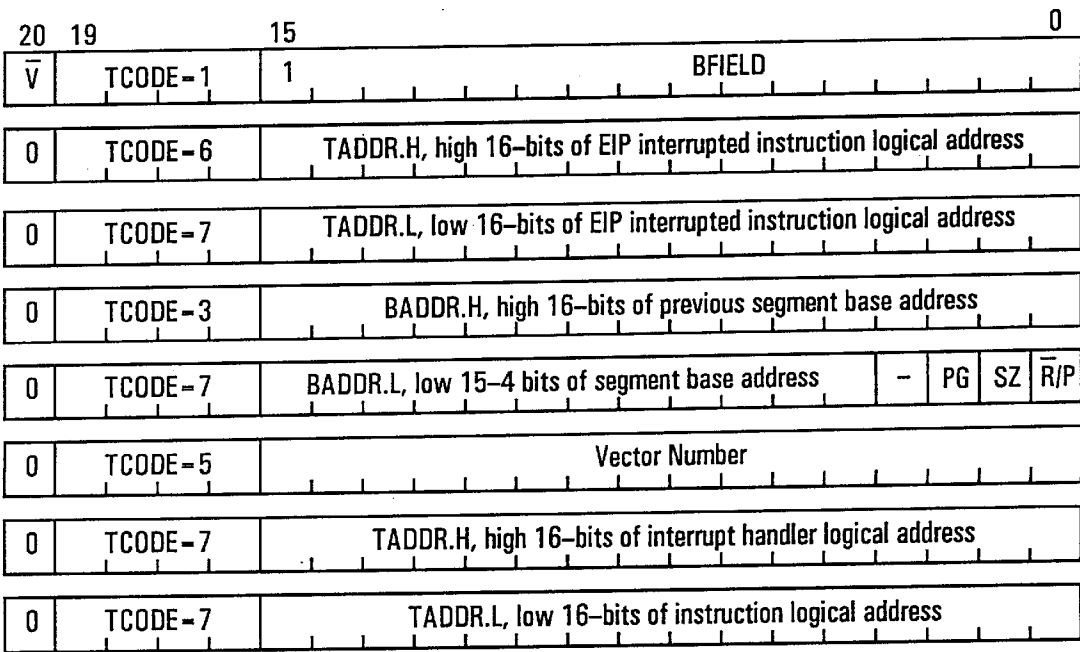 20 19 15 0
V̅ TCODE=1 1 BFIELD
0 TCODE=6 TADDR.H, high 16–bits of EIP interrupted instruction logical address
0 TCODE=7 TADDR.L, low 16–bits of EIP interrupted instruction logical address
0 TCODE=3 BADDR.H, high 16–bits of previous segment base address
0 TCODE=7 BADDR.L, low 15–4 bits of segment base address – PG SZ R̅/P
0 TCODE=5 Vector Number
0 TCODE=7 TADDR.H, high 16–bits of interrupt handler logical address
0 TCODE=7 TADDR.L, low 16–bits of instruction logical address